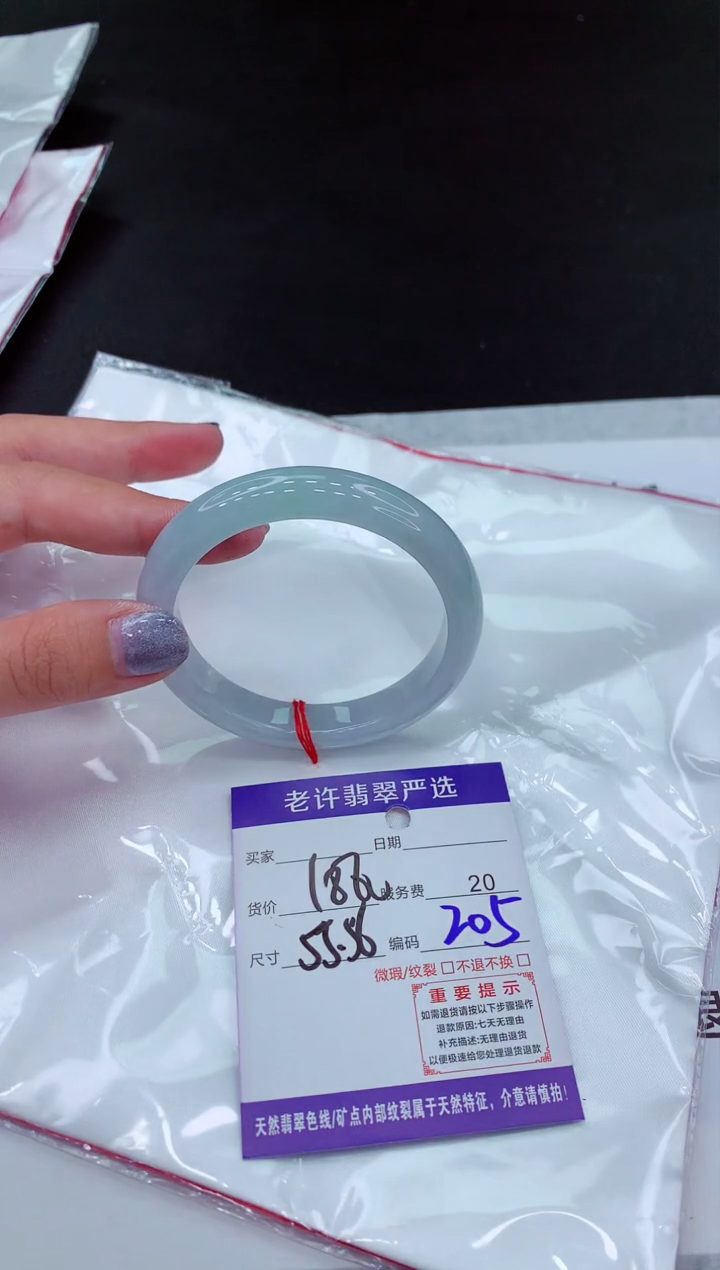 老许翡翠严选
买家 日期
货价 服务费 20
尺寸 55.56 编码 205
微瑕/纹裂 □ 不退不换 □
重要提示
如需退货请按以下步骤操作
退款原因:七天无理由
补充描述:无理由退货
以便极速给您处理退货退款
天然翡翠色线/矿点内部纹裂属于天然特征，介意请慎拍!